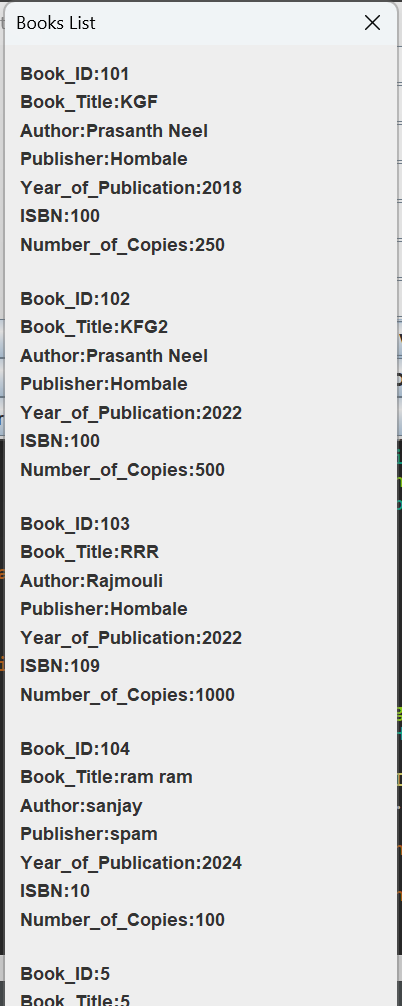 Books List
Book_ID:101
Book_Title:KGF
Author:Prasanth Neel
Publisher:Hombale
Year_of_Publication:2018
ISBN:100
Number_of_Copies:250
Book_ID:102
Book_Title:KFG2
Author:Prasanth Neel
Publisher:Hombale
Year_of_Publication:2022
ISBN:100
Number_of_Copies:500
Book_ID:103
Book_Title:RRR
Author:Rajmouli
Publisher:Hombale
Year_of_Publication:2022
ISBN:109
Number_of_Copies:1000
Book_ID:104
Book_Title:ram ram
Author:sanjay
Publisher:spam
Year_of_Publication:2024
ISBN:10
Number_of_Copies:100
Book_ID:5
Book_Title:5